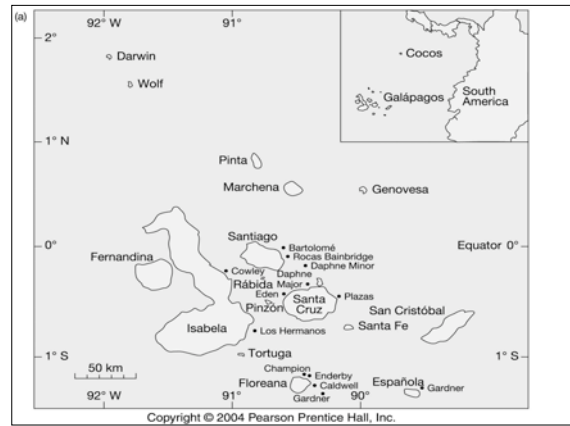 (a)
92° W
91°
90°
2°
Darwin
Wolf
Cocos
Galápagos
South
America
1° N
Pinta
Marchena
Genovesa
Santiago
0°
Bartolomé
Equator 0°
Rocas Bainbridge
Fernandina
Daphne Minor
Cowley
Daphne
Rábida
Major
Eden
Santa
Cruz
Plazas
Pinzón
San Cristóbal
Isabela
Los Hermanos
Santa Fe
Tortuga
1° S
1° S
50 km
Champion
Enderby
Floreana
Caldwell
Española
Gardner
Gardner
92° W
91°
90°
Copyright © 2004 Pearson Prentice Hall, Inc.